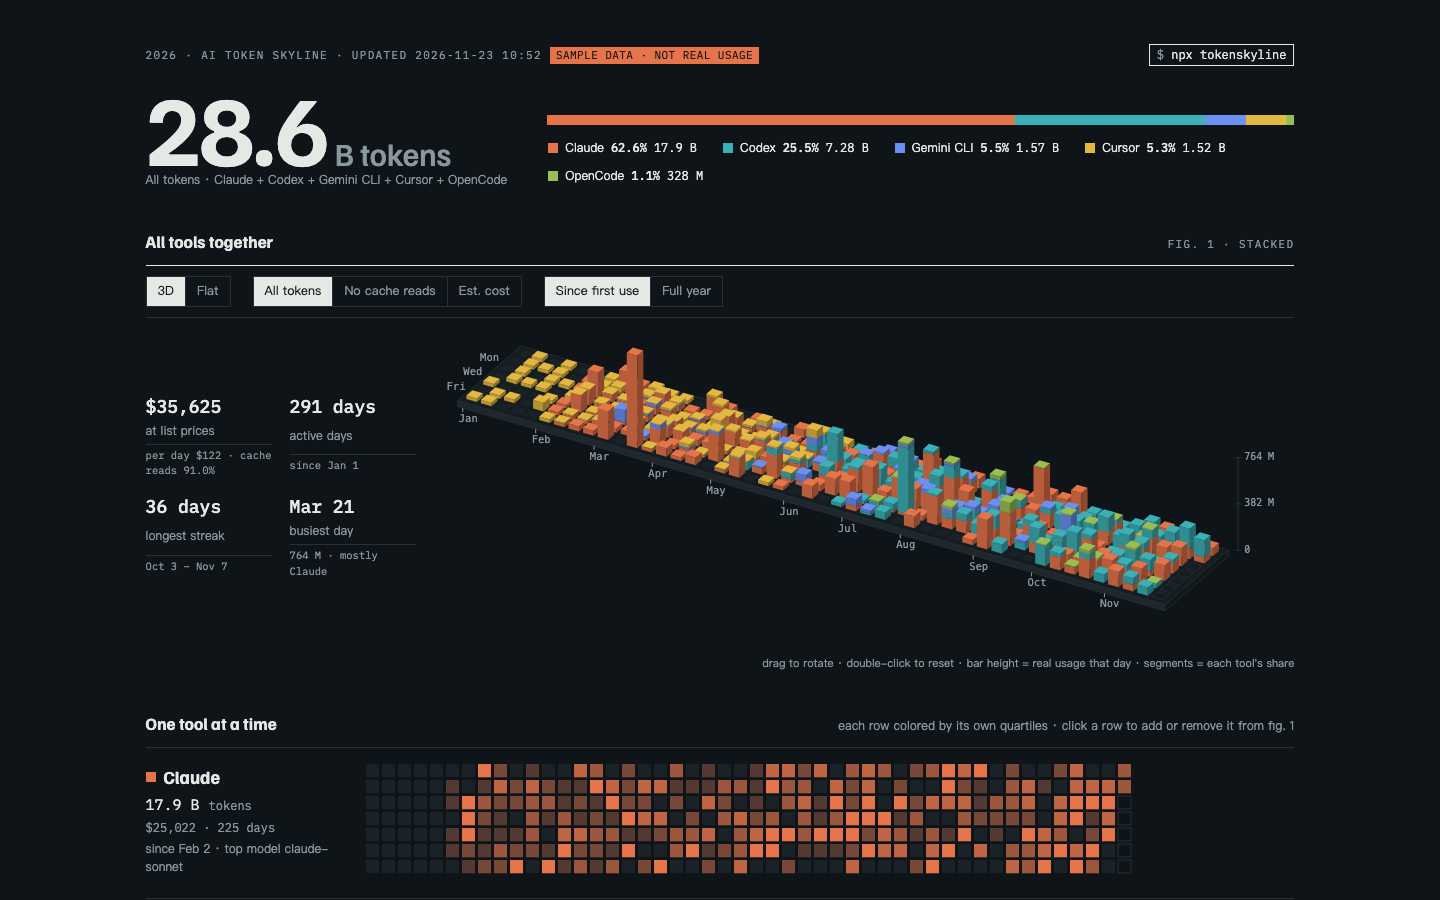 2026 · AI TOKEN SKYLINE · UPDATED 2026-11-23 10:52 SAMPLE DATA · NOT REAL USAGE
$ npx tokenskyline
28.6 B tokens
All tokens · Claude + Codex + Gemini CLI + Cursor + OpenCode
Claude 62.6% 17.9 B
Codex 25.5% 7.28 B
Gemini CLI 5.5% 1.57 B
Cursor 5.3% 1.52 B
OpenCode 1.1% 328 M
All tools together
FIG. 1 · STACKED
3D Flat
All tokens No cache reads Est. cost
Since first use Full year
$35,625
at list prices
per day $122 · cache
reads 91.0%
291 days
active days
since Jan 1
36 days
longest streak
Oct 3 – Nov 7
Mar 21
busiest day
764 M · mostly
Claude
Mon
Wed
Fri
Jan
Feb
Mar
Apr
May
Jun
Jul
Aug
Sep
Oct
Nov
764 M
382 M
0
drag to rotate · double-click to reset · bar height = real usage that day · segments = each tool's share
One tool at a time
each row colored by its own quartiles · click a row to add or remove it from fig. 1
Claude
17.9 B tokens
$25,022 · 225 days
since Feb 2 · top model claude-
sonnet